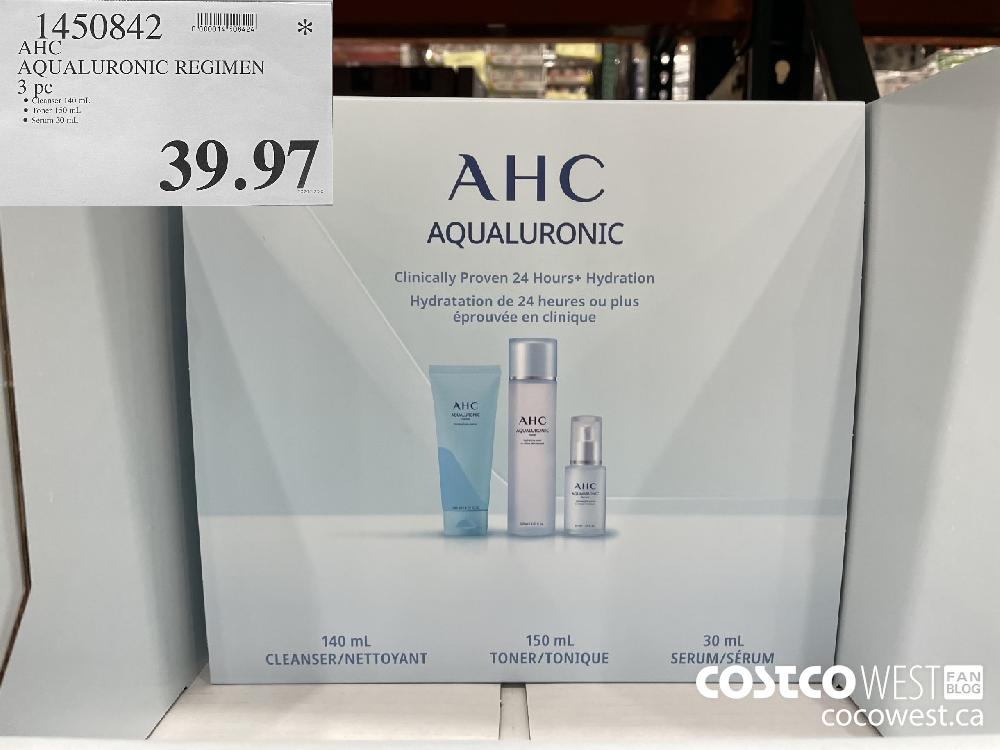 1450842
*
AHC
AQUALURONIC REGIMEN
3 pc
• Cleanser 140 mL
• Toner 150 mL
• Serum 30 mL
39.97
AHC
AQUALURONIC
Clinically Proven 24 Hours+ Hydration
Hydratation de 24 heures ou plus
éprouvée en clinique
AHC
AQUALURONIC
AHC
AQUALURONIC
AHC
AQUALURONIC
140 mL
CLEANSER/NETTOYANT
150 mL
TONER/TONIQUE
30 mL
SERUM/SÉRUM
COSTCO WEST FAN BLOG
cocowest.ca